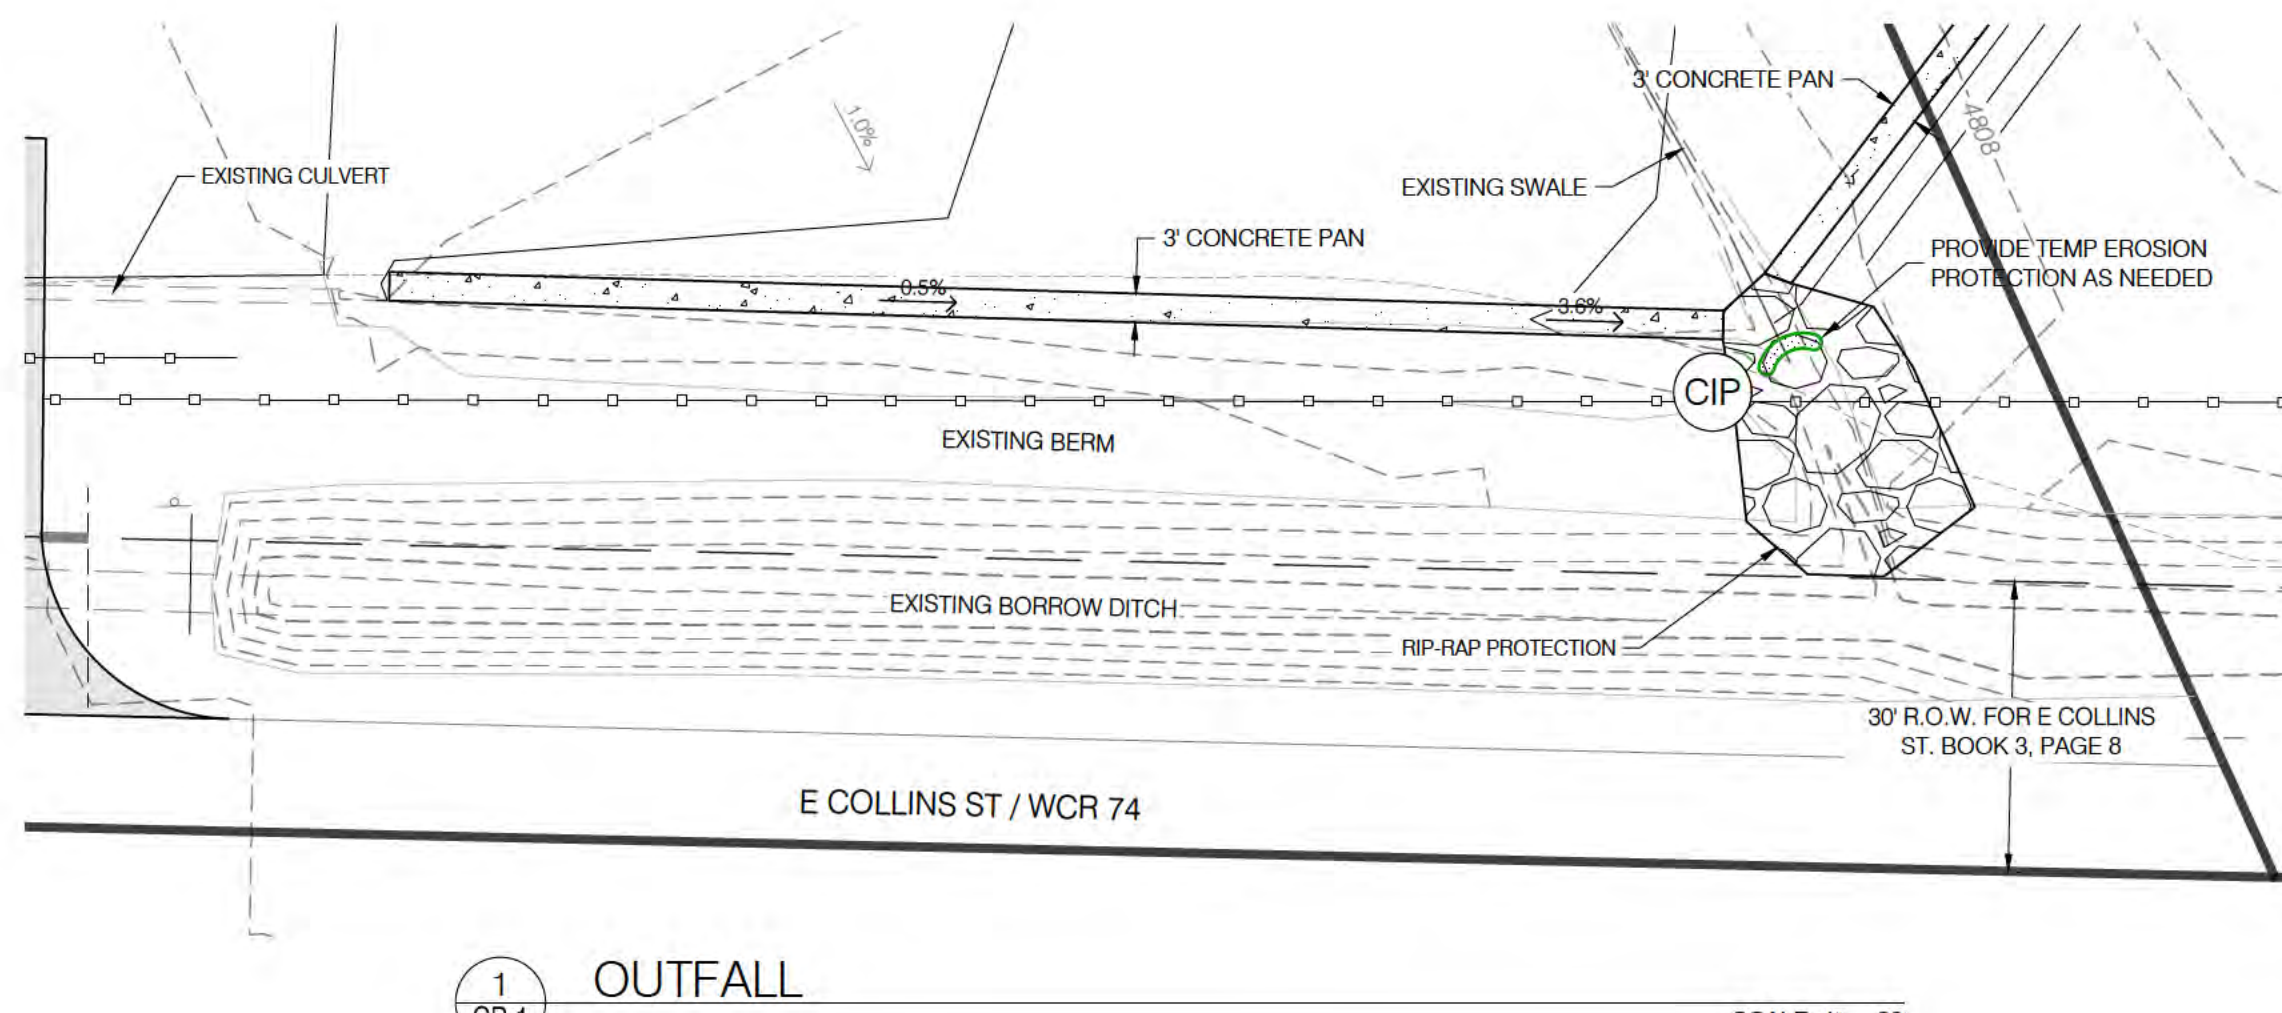 3' CONCRETE PAN
1.0%
4808
EXISTING CULVERT
EXISTING SWALE
3' CONCRETE PAN
PROVIDE TEMP EROSION
PROTECTION AS NEEDED
0.5%
3.6%
CIP
EXISTING BERM
EXISTING BORROW DITCH
RIP-RAP PROTECTION
30' R.O.W. FOR E COLLINS
ST. BOOK 3, PAGE 8
E COLLINS ST / WCR 74
1
OUTFALL